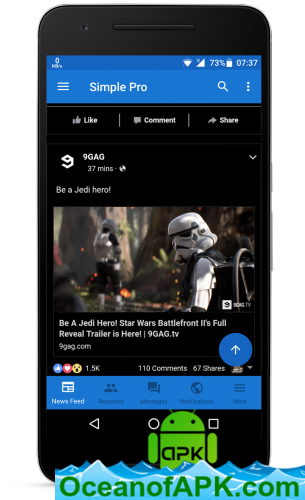 0
KB/s
73% 07:37
Simple Pro
Like Comment Share
9GAG
37 mins ·
Be a Jedi hero!
9GAG.TV
Be A Jedi Hero! Star Wars Battlefront II's Full
Reveal Trailer is Here! | 9GAG.tv
9gag.com
1.5K 110 Comments 67 Shares
News Feed Requests Messages Notifications More
APK
OceanofAPK.com